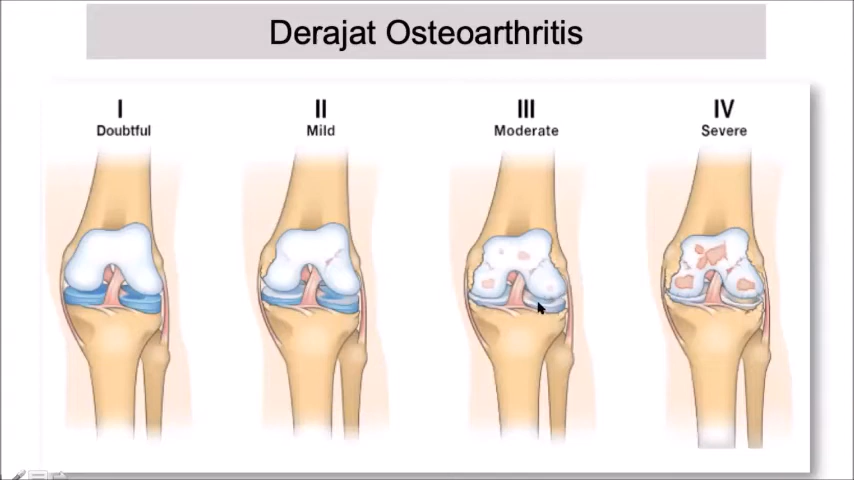 Derajat Osteoarthritis
I
Doubtful
II
Mild
III
Moderate
IV
Severe